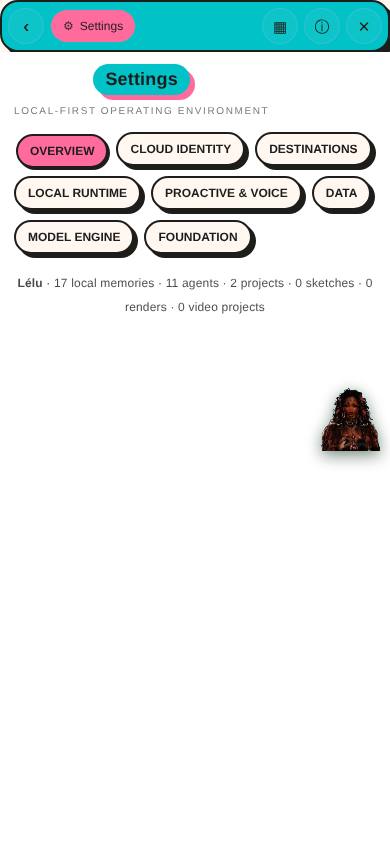 Settings
Settings
LOCAL-FIRST OPERATING ENVIRONMENT
OVERVIEW
CLOUD IDENTITY
DESTINATIONS
LOCAL RUNTIME
PROACTIVE & VOICE
DATA
MODEL ENGINE
FOUNDATION
Lélu · 17 local memories · 11 agents · 2 projects · 0 sketches · 0
renders · 0 video projects